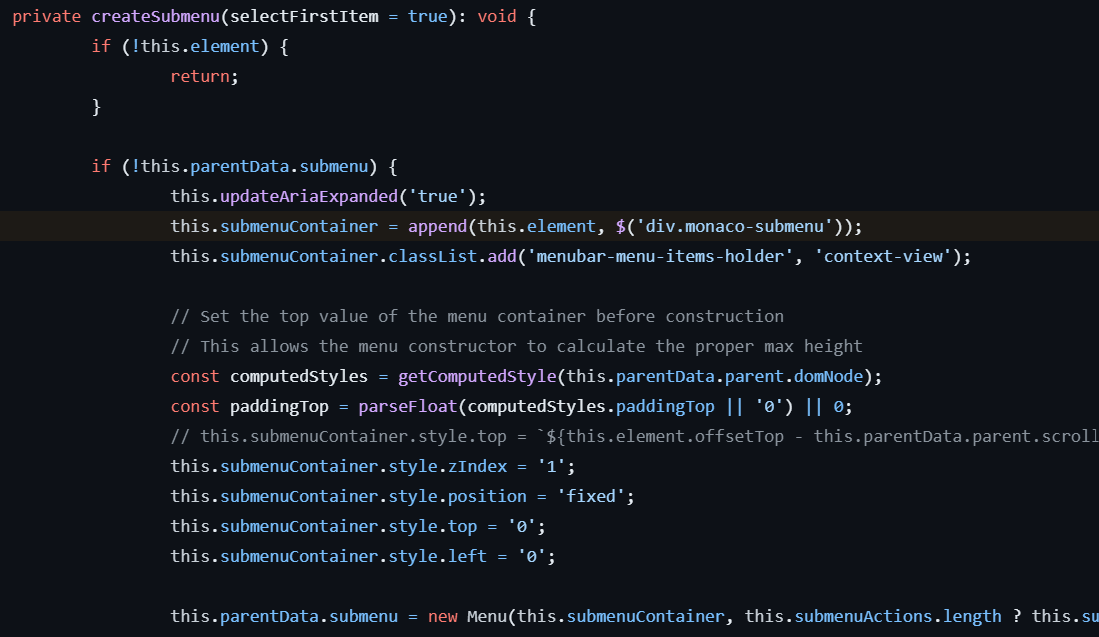 private createSubmenu(selectFirstItem = true): void {
if (!this.element) {
return;
}
if (!this.parentData.submenu) {
this.updateAriaExpanded('true');
this.submenuContainer = append(this.element, $('div.monaco-submenu'));
this.submenuContainer.classList.add('menubar-menu-items-holder', 'context-view');
// Set the top value of the menu container before construction
// This allows the menu constructor to calculate the proper max height
const computedStyles = getComputedStyle(this.parentData.parent.domNode);
const paddingTop = parseFloat(computedStyles.paddingTop || '0') || 0;
// this.submenuContainer.style.top = `${this.element.offsetTop - this.parentData.parent.scroll
this.submenuContainer.style.zIndex = '1';
this.submenuContainer.style.position = 'fixed';
this.submenuContainer.style.top = '0';
this.submenuContainer.style.left = '0';
this.parentData.submenu = new Menu(this.submenuContainer, this.submenuActions.length ? this.su